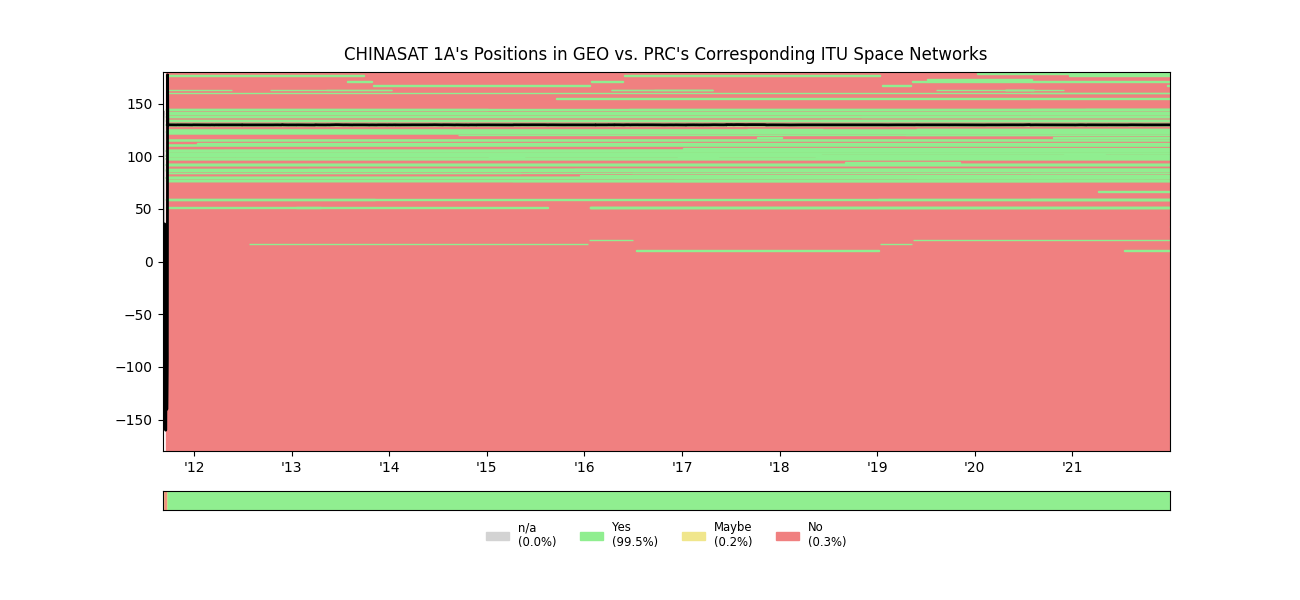 CHINASAT 1A's Positions in GEO vs. PRC's Corresponding ITU Space Networks
150
100
50
0
−50
−100
−150
'12 '13 '14 '15 '16 '17 '18 '19 '20 '21
n/a Yes Maybe No
(0.0%) (99.5%) (0.2%) (0.3%)